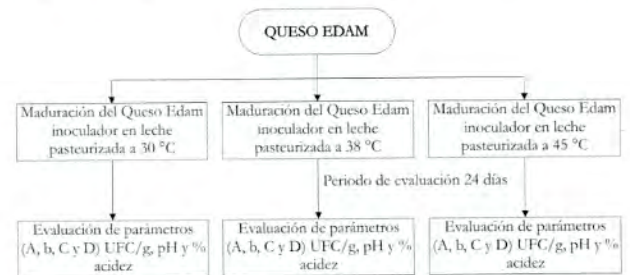 QUESO EDAM
Maduración del Queso Edam
inoculador en leche
pasteurizada a 30 °C
Maduración del Queso Edam
inoculador en leche
pasteurizada a 38 °C
Maduración del Queso Edam
inoculador en leche
pasteurizada a 45 °C
Periodo de evaluación 24 días
Evaluación de parámetros
(A, b, C y D) UFC/g, pH y %
acidez
Evaluación de parámetros
(A, b, C y D) UFC/g, pH y %
acidez
Evaluación de parámetros
(A, b, C y D) UFC/g, pH y %
acidez